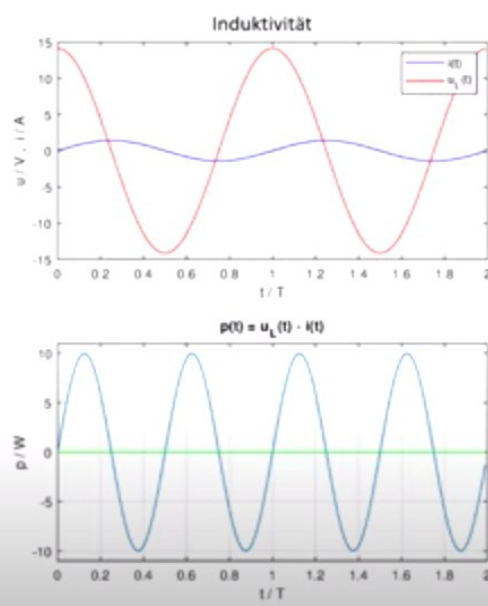 Induktivität
15
10
5
0
-5
-10
-15
u / V , i / A
i(t)
u_L (t)
0 0.2 0.4 0.6 0.8 1 1.2 1.4 1.6 1.8 2
t / T
p(t) = u_L(t) · i(t)
10
5
0
-5
-10
p / W
0 0.2 0.4 0.6 0.8 1 1.2 1.4 1.6 1.8 2
t / T